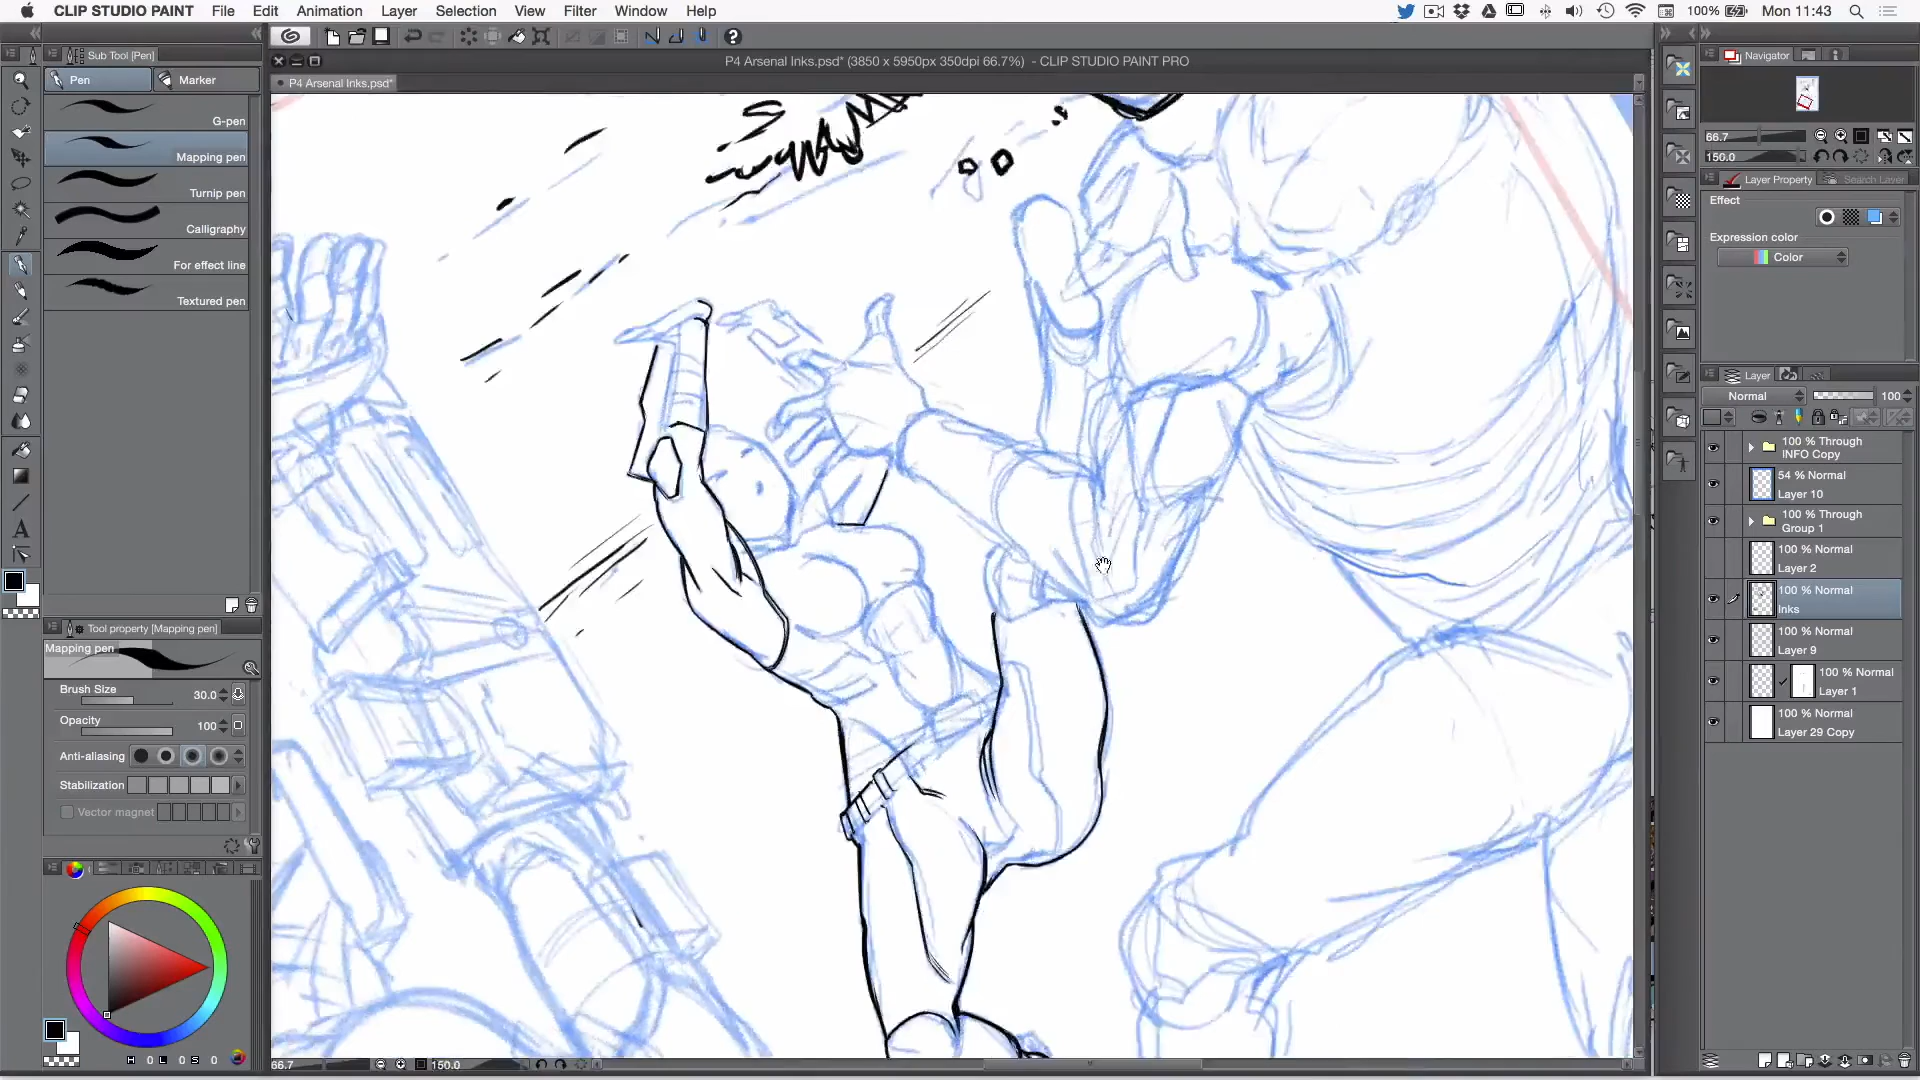 CLIP STUDIO PAINT File Edit Animation Layer Selection View Filter Window Help 100% Mon 11:43
Sub Tool [Pen]
P4 Arsenal Inks.psd* (3850 x 5950px 350dpi 66.7%) - CLIP STUDIO PAINT PRO
Navigator
Pen Marker
P4 Arsenal Inks.psd*
G-pen
Mapping pen
Turnip pen
Calligraphy
For effect line
Textured pen
66.7
150.0
Layer Property Search Layer
Effect
Expression color
Color
Layer
Normal 100
100 % Through
INFO Copy
54 % Normal
Layer 10
100 % Through
Group 1
100 % Normal
Layer 2
100 % Normal
Inks
100 % Normal
Layer 9
100 % Normal
Layer 1
100 % Normal
Layer 29 Copy
Tool property [Mapping pen]
Mapping pen
Brush Size 30.0
Opacity 100
Anti-aliasing
Stabilization
Vector magnet
A
H 0 L 0 S 0
66.7 150.0